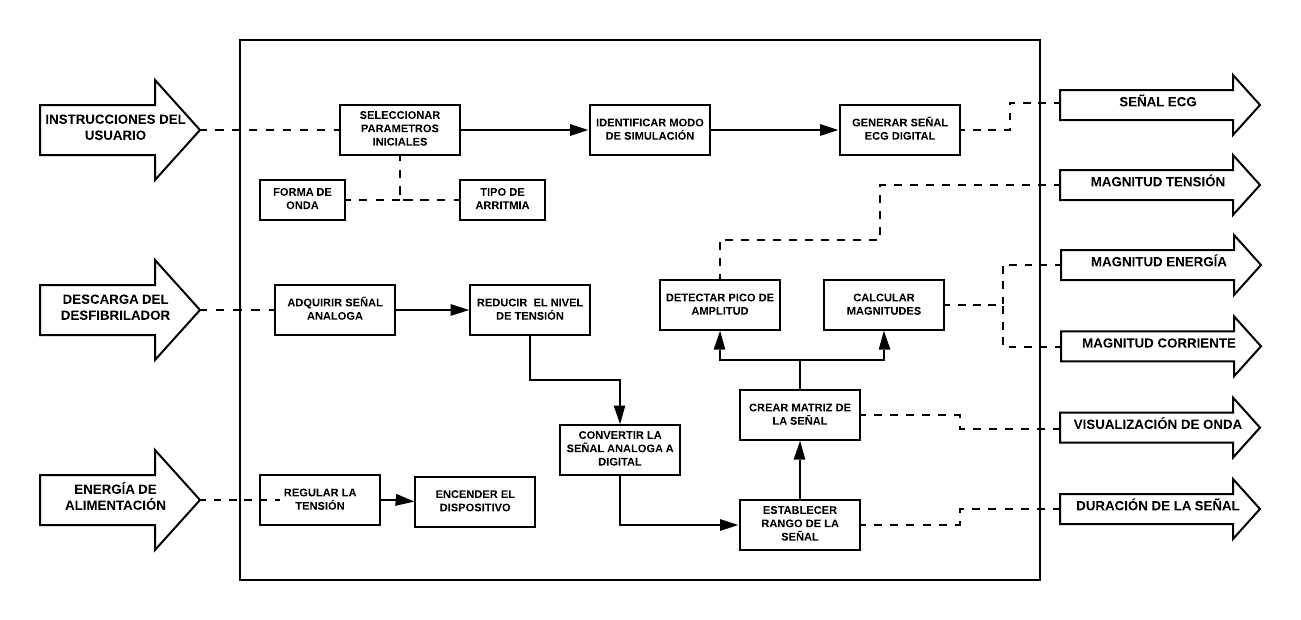 INSTRUCCIONES DEL
USUARIO
SELECCIONAR
PARAMETROS
INICIALES
IDENTIFICAR MODO
DE SIMULACIÓN
GENERAR SEÑAL
ECG DIGITAL
SEÑAL ECG
FORMA DE
ONDA
TIPO DE
ARRITMIA
MAGNITUD TENSIÓN
DESCARGA DEL
DESFIBRILADOR
ADQUIRIR SEÑAL
ANALOGA
REDUCIR  EL NIVEL
DE TENSIÓN
DETECTAR PICO DE
AMPLITUD
CALCULAR
MAGNITUDES
MAGNITUD ENERGÍA
MAGNITUD CORRIENTE
CONVERTIR LA
SEÑAL ANALOGA A
DIGITAL
CREAR MATRIZ DE
LA SEÑAL
VISUALIZACIÓN DE ONDA
ENERGÍA DE
ALIMENTACIÓN
REGULAR LA
TENSIÓN
ENCENDER EL
DISPOSITIVO
ESTABLECER
RANGO DE LA
SEÑAL
DURACIÓN DE LA SEÑAL